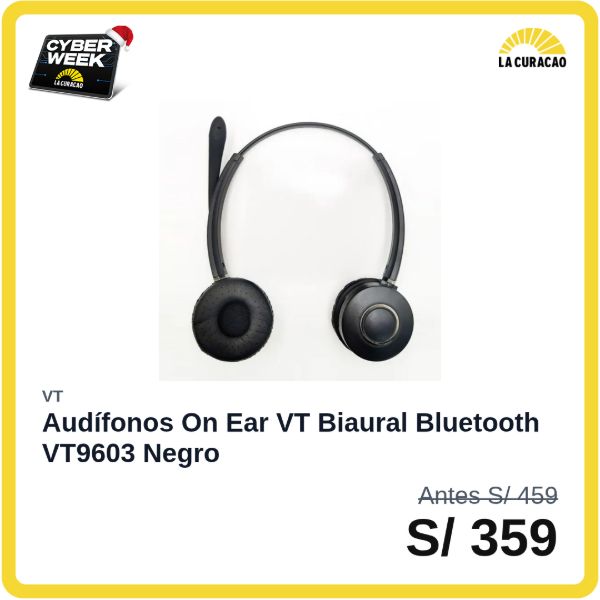 CYBER
WEEK
LA CURACAO
LA CURACAO
VT
Audífonos On Ear VT Biaural Bluetooth
VT9603 Negro
Antes S/ 459
S/ 359